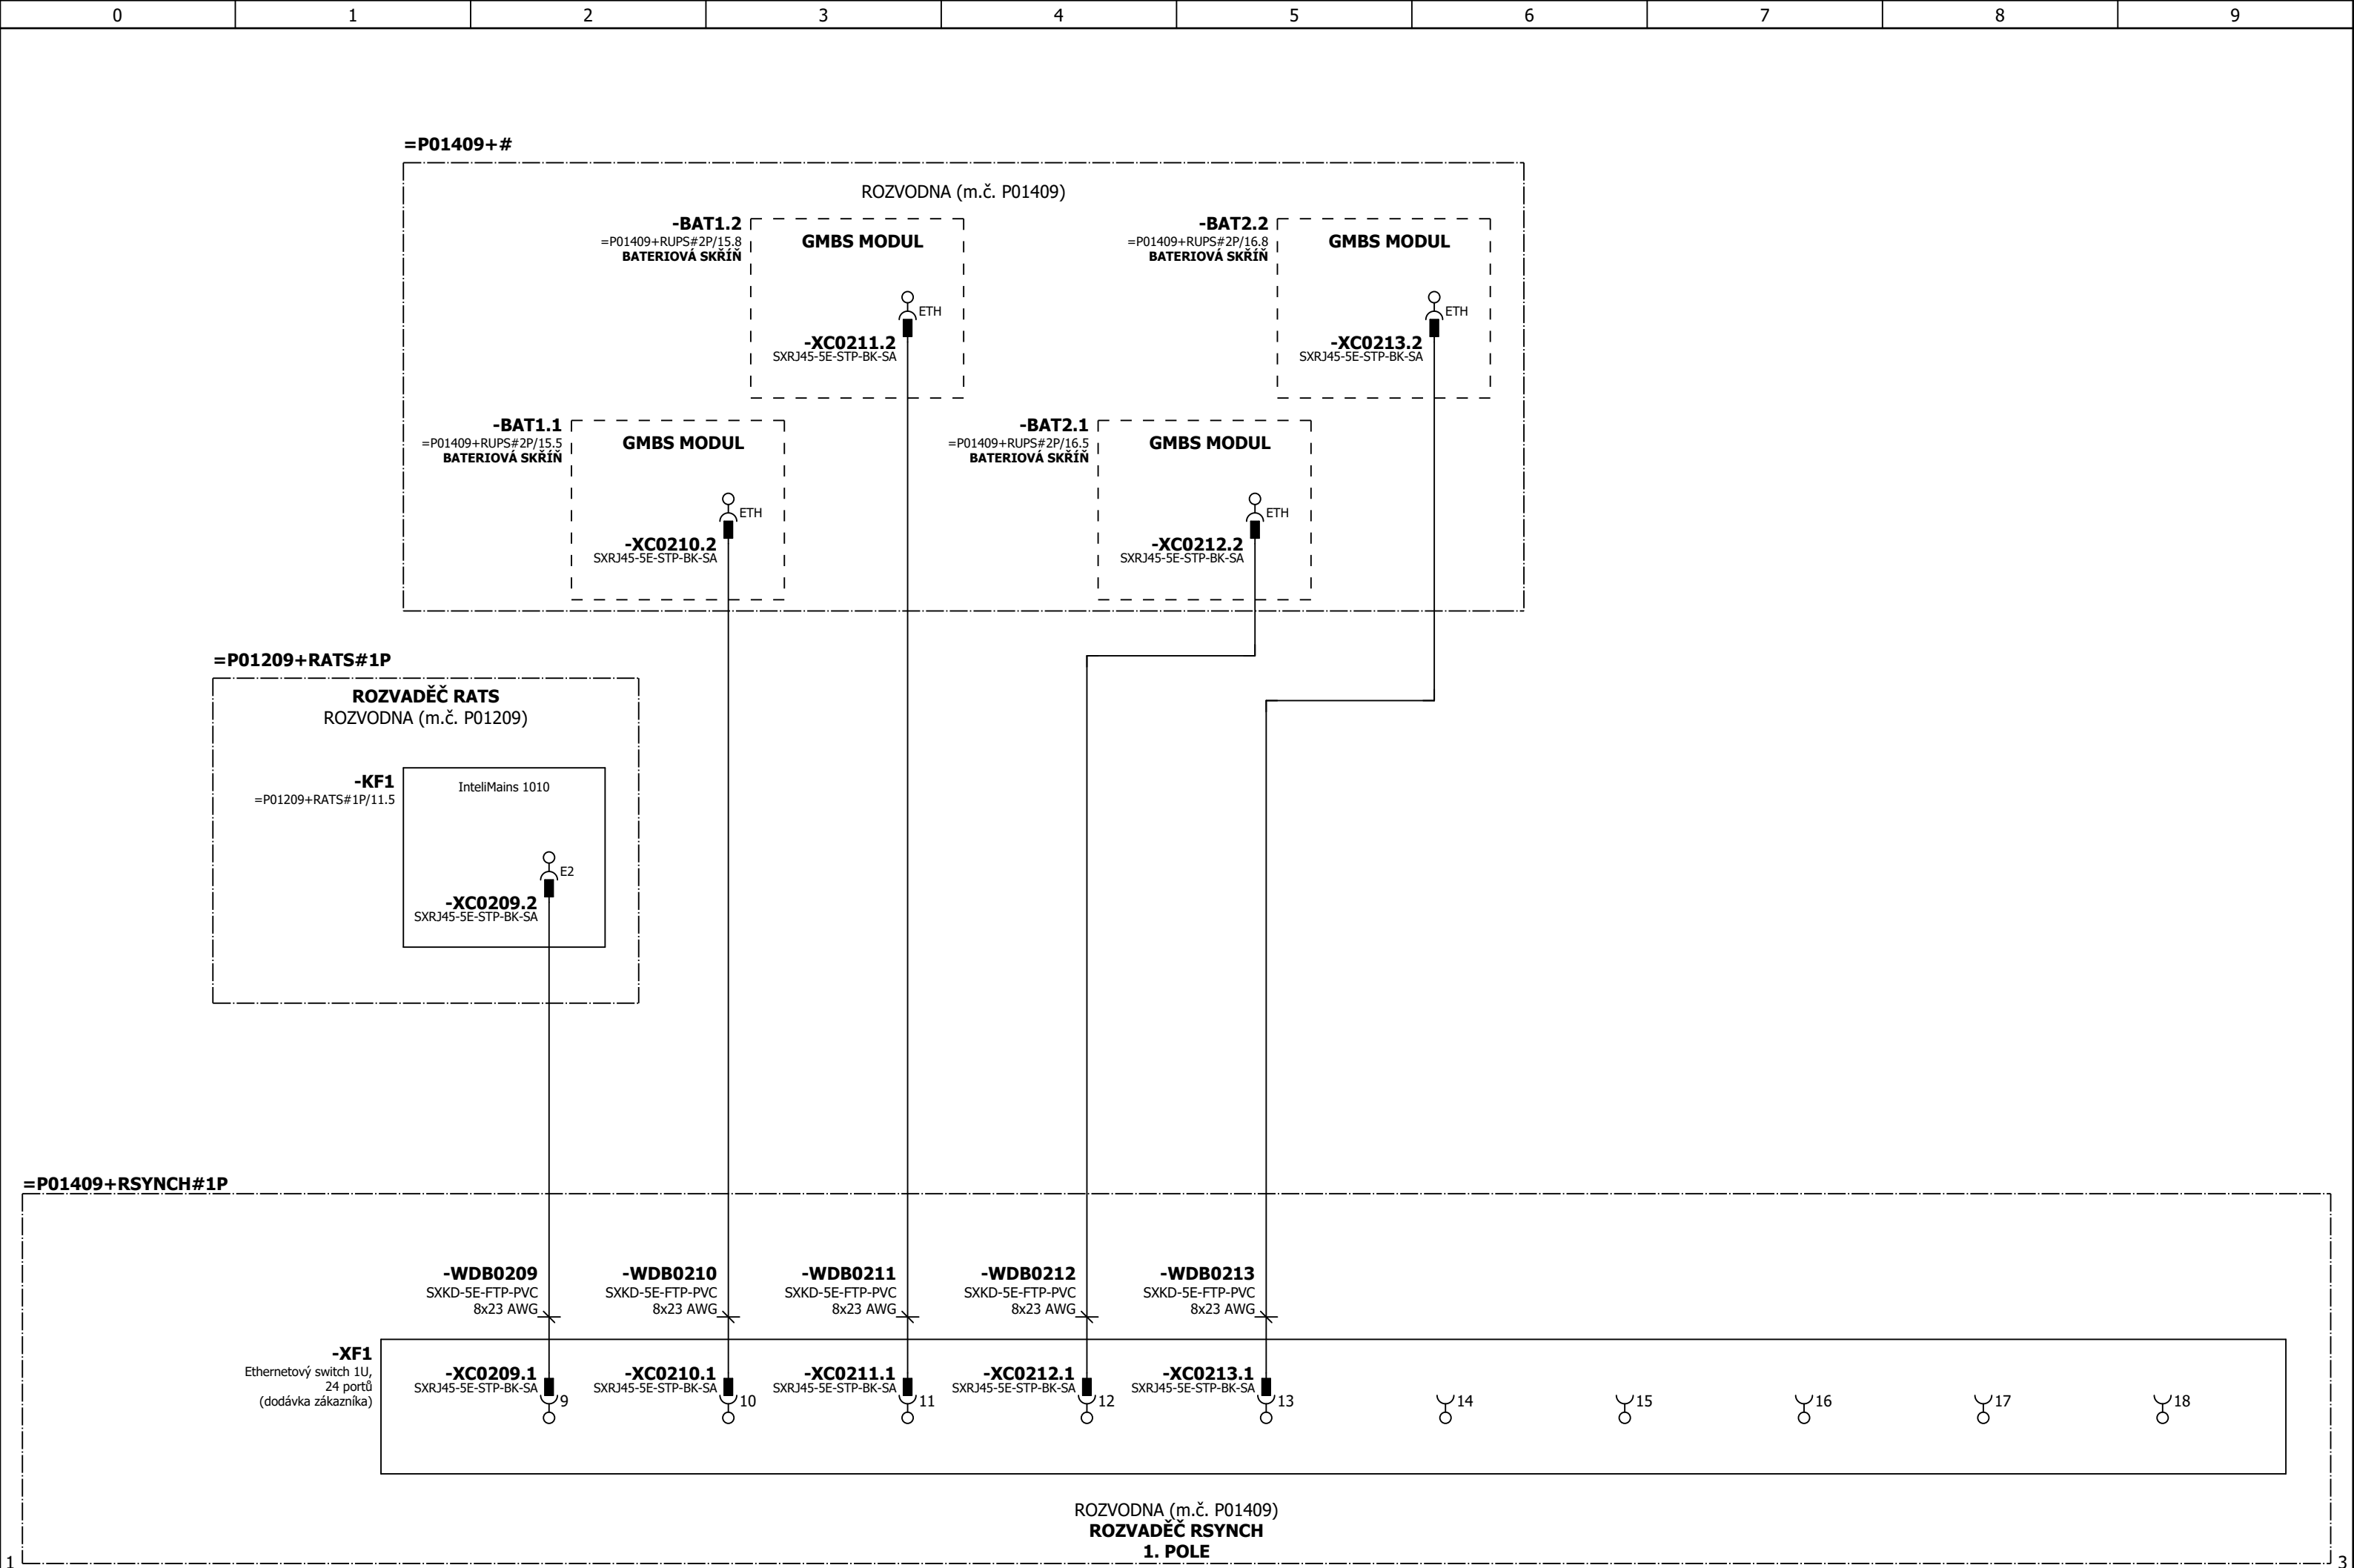 0 1 2 3 4 5 6 7 8 9
=P01409+#
ROZVODNA (m.č. P01409)
-BAT1.2
=P01409+RUPS#2P/15.8
BATERIOVÁ SKŘÍŇ
GMBS MODUL
ETH
-XC0211.2
SXRJ45-5E-STP-BK-SA
-BAT2.2
=P01409+RUPS#2P/16.8
BATERIOVÁ SKŘÍŇ
GMBS MODUL
ETH
-XC0213.2
SXRJ45-5E-STP-BK-SA
-BAT1.1
=P01409+RUPS#2P/15.5
BATERIOVÁ SKŘÍŇ
GMBS MODUL
ETH
-XC0210.2
SXRJ45-5E-STP-BK-SA
-BAT2.1
=P01409+RUPS#2P/16.5
BATERIOVÁ SKŘÍŇ
GMBS MODUL
ETH
-XC0212.2
SXRJ45-5E-STP-BK-SA
=P01209+RATS#1P
ROZVADĚČ RATS
ROZVODNA (m.č. P01209)
-KF1
=P01209+RATS#1P/11.5
InteliMains 1010
E2
-XC0209.2
SXRJ45-5E-STP-BK-SA
=P01409+RSYNCH#1P
-WDB0209
SXKD-5E-FTP-PVC
8x23 AWG
-WDB0210
SXKD-5E-FTP-PVC
8x23 AWG
-WDB0211
SXKD-5E-FTP-PVC
8x23 AWG
-WDB0212
SXKD-5E-FTP-PVC
8x23 AWG
-WDB0213
SXKD-5E-FTP-PVC
8x23 AWG
-XF1
Ethernetový switch 1U,
24 portů
(dodávka zákazníka)
-XC0209.1
SXRJ45-5E-STP-BK-SA
9
-XC0210.1
SXRJ45-5E-STP-BK-SA
10
-XC0211.1
SXRJ45-5E-STP-BK-SA
11
-XC0212.1
SXRJ45-5E-STP-BK-SA
12
-XC0213.1
SXRJ45-5E-STP-BK-SA
13
14
15
16
17
18
ROZVODNA (m.č. P01409)
ROZVADĚČ RSYNCH
1. POLE
1
3